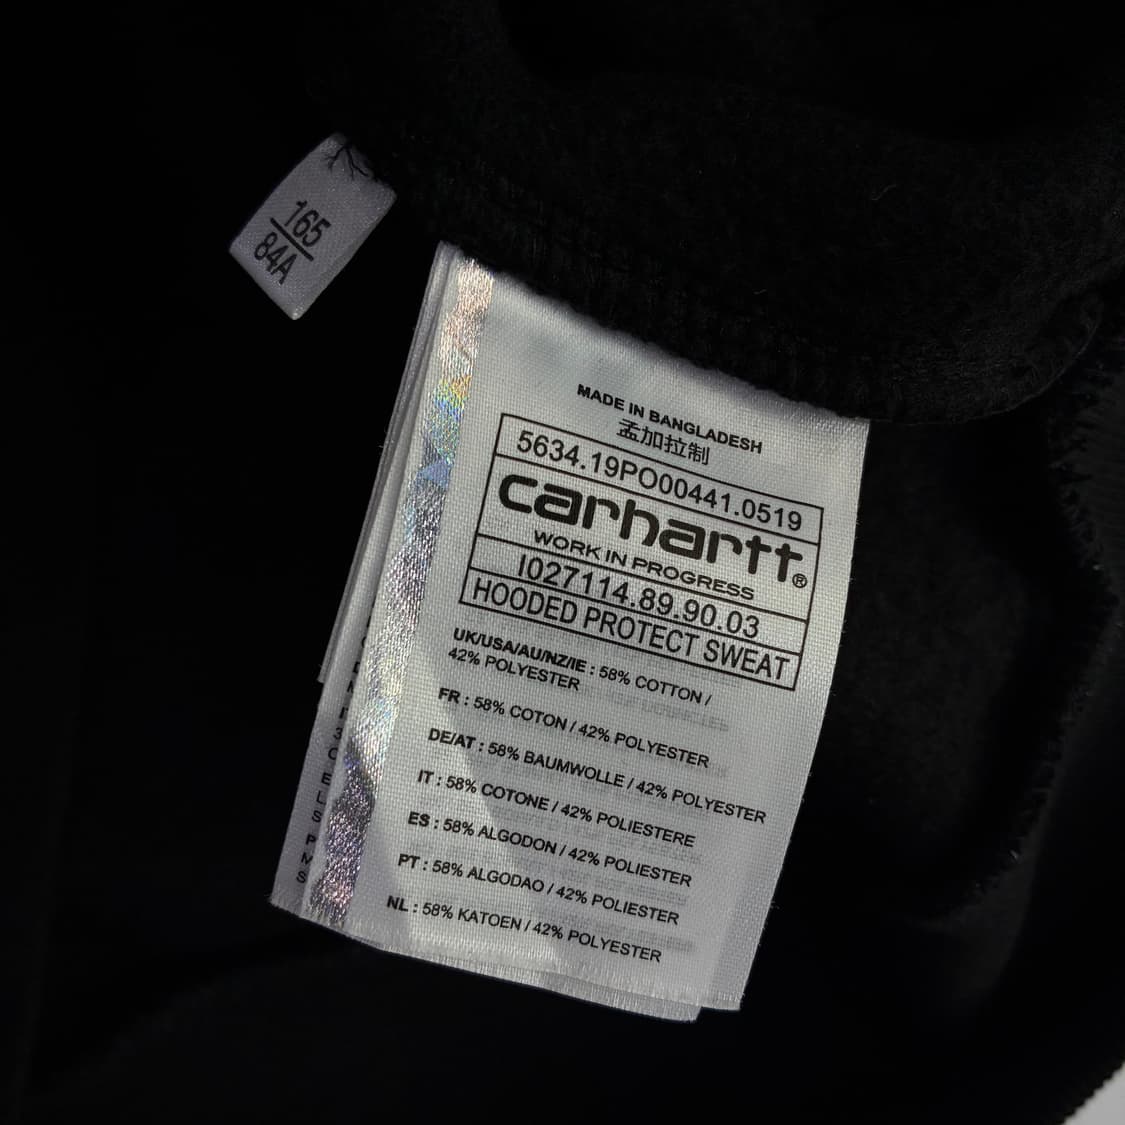 165
84A
MADE IN BANGLADESH
孟加拉制
5634.19PO00441.0519
carhartt®
WORK IN PROGRESS
I027114.89.90.03
HOODED PROTECT SWEAT
UK/USA/AU/NZ/IE : 58% COTTON /
42% POLYESTER
FR : 58% COTON / 42% POLYESTER
DE/AT : 58% BAUMWOLLE / 42% POLYESTER
IT : 58% COTONE / 42% POLIESTERE
ES : 58% ALGODON / 42% POLIESTER
PT : 58% ALGODAO / 42% POLIESTER
NL : 58% KATOEN / 42% POLYESTER